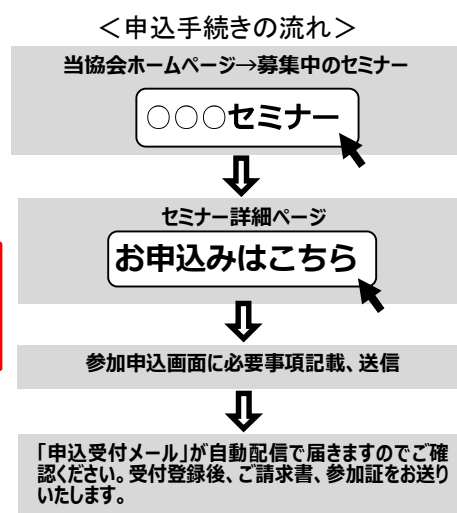 ＜申込手続きの流れ＞
当協会ホームページ→募集中のセミナー
○○○セミナー
セミナー詳細ページ
お申込みはこちら
参加申込画面に必要事項記載、送信
「申込受付メール」が自動配信で届きますのでご確
認ください。受付登録後、ご請求書、参加証をお送り
いたします。